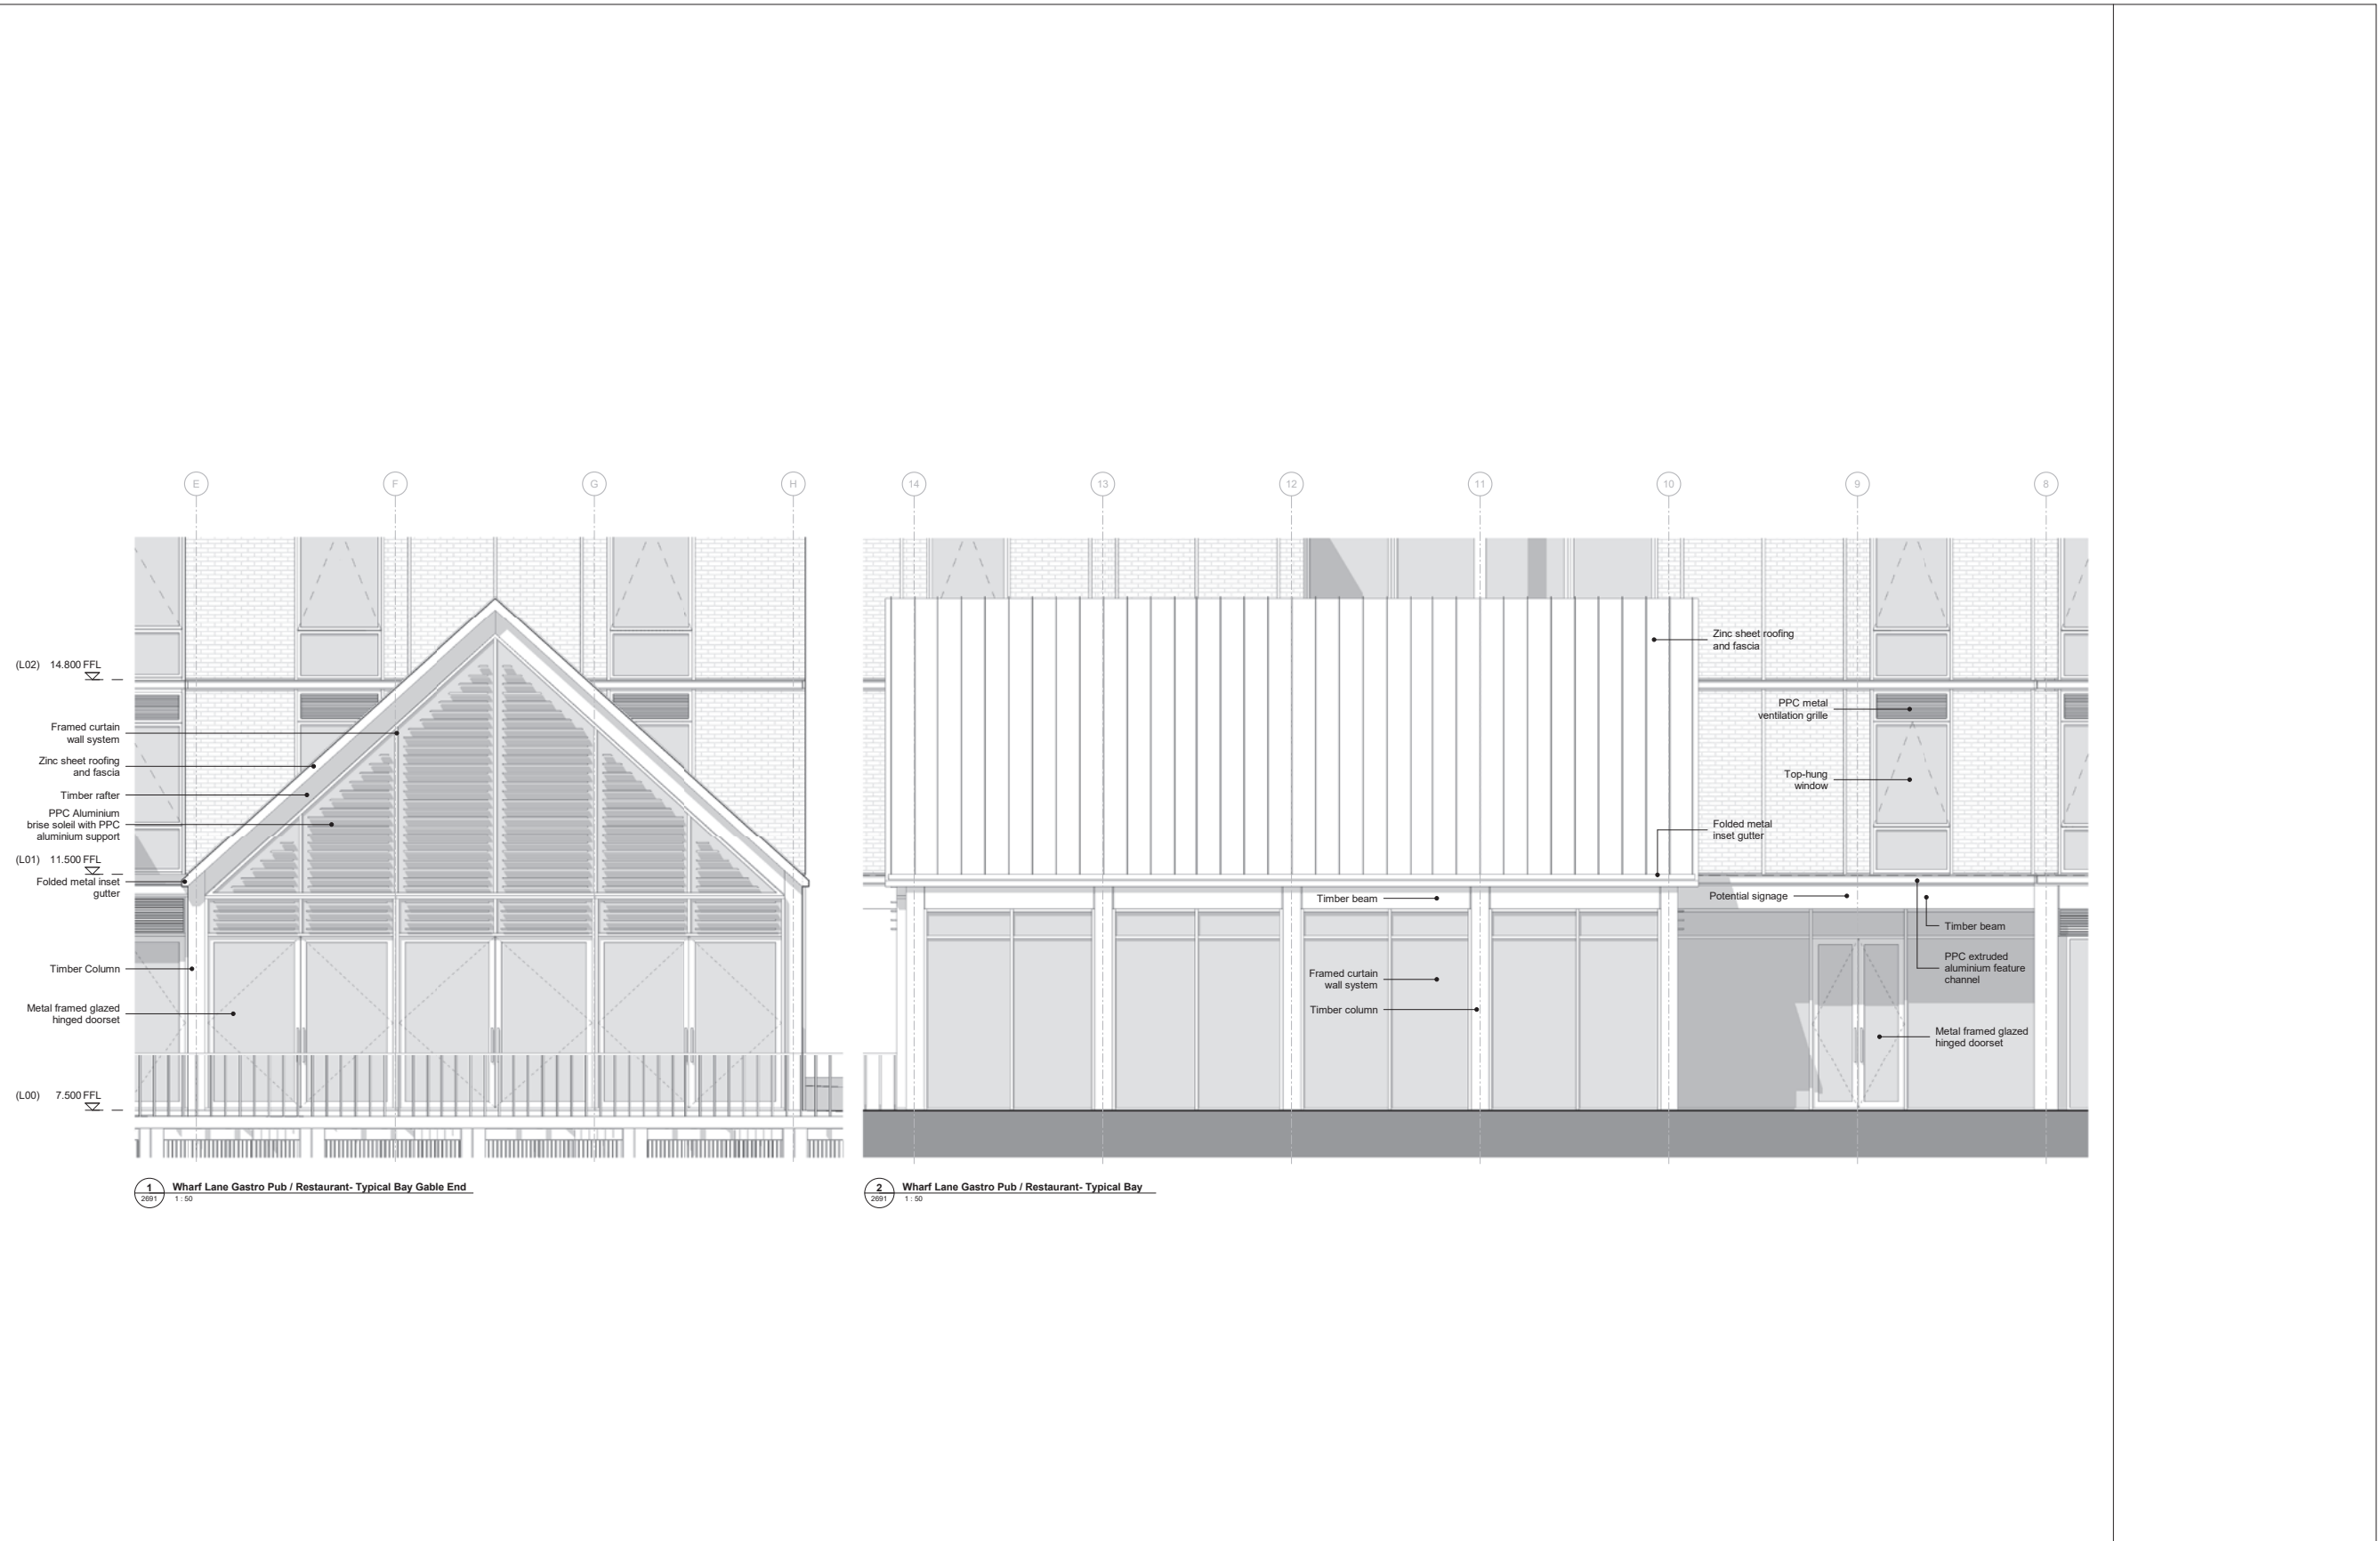 E
F
G
H
14
13
12
11
10
9
8
(L02) 14.800 FFL
Framed curtain
wall system
Zinc sheet roofing
and fascia
Timber rafter
PPC Aluminium
brise soleil with PPC
aluminium support
(L01) 11.500 FFL
Folded metal inset
gutter
Timber Column
Metal framed glazed
hinged doorset
(L00) 7.500 FFL
1
2691
Wharf Lane Gastro Pub / Restaurant- Typical Bay Gable End
1 : 50
Zinc sheet roofing
and fascia
PPC metal
ventilation grille
Top-hung
window
Folded metal
inset gutter
Timber beam
Potential signage
Timber beam
Framed curtain
wall system
PPC extruded
aluminium feature
channel
Timber column
Metal framed glazed
hinged doorset
2
2691
Wharf Lane Gastro Pub / Restaurant- Typical Bay
1 : 50